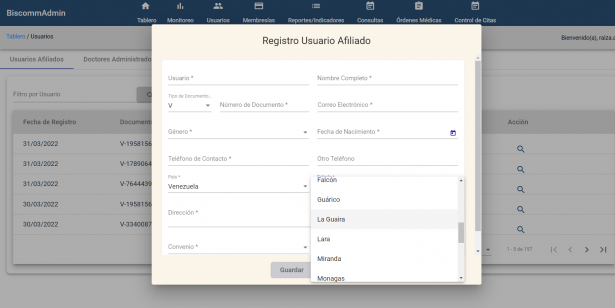 BiscommAdmin
Tablero
Monitoreo
Usuarios
Membresías
Reportes/Indicadores
Consultas
Órdenes Médicas
Control de Citas
Tablero / Usuarios
Bienvenido(a), raiza.c
Usuarios Afiliados
Doctores Administrado
Filtro por Usuario
Fecha de Registro
Documento
Acción
31/03/2022
V-1958156
31/03/2022
V-1789064
31/03/2022
V-7644439
30/03/2022
V-1958156
30/03/2022
V-3340087
1 - 5 de 197
Registro Usuario Afiliado
Usuario *
Nombre Completo *
Tipo de Documento
V
Número de Documento *
Correo Electrónico *
Género *
Fecha de Nacimiento *
Teléfono de Contacto *
Otro Teléfono
País *
Venezuela
Dirección *
Convenio *
Falcón
Guárico
La Guaira
Lara
Miranda
Monagas
Guardar